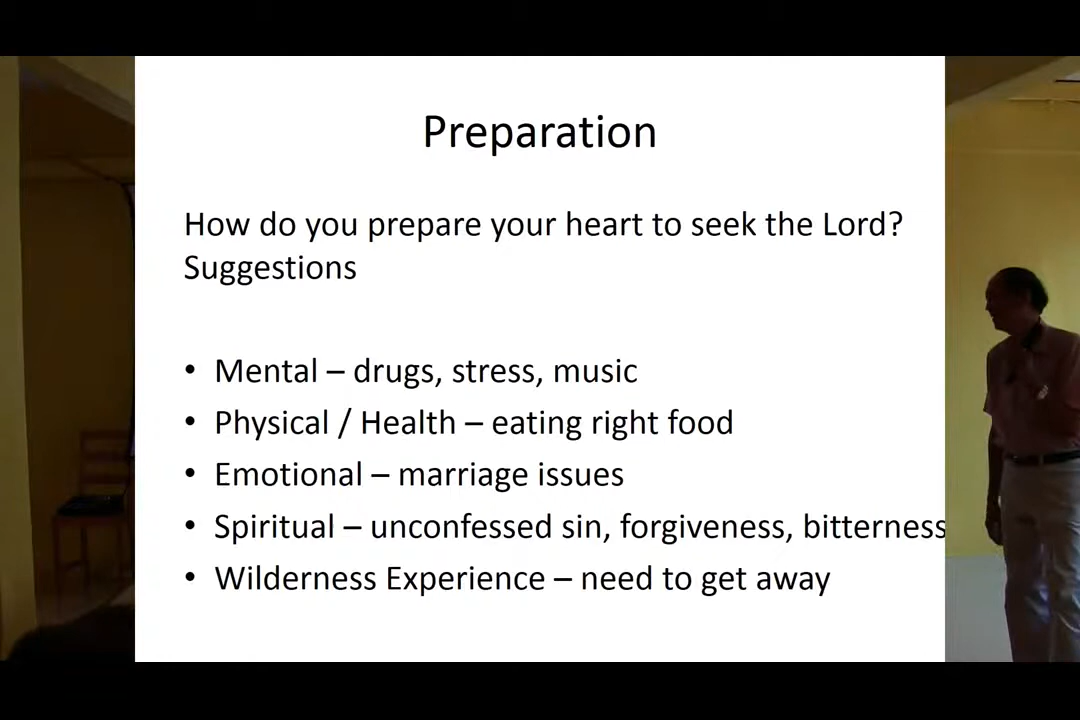 Preparation
How do you prepare your heart to seek the Lord?
Suggestions
• Mental – drugs, stress, music
• Physical / Health – eating right food
• Emotional – marriage issues
• Spiritual – unconfessed sin, forgiveness, bitterness
• Wilderness Experience – need to get away